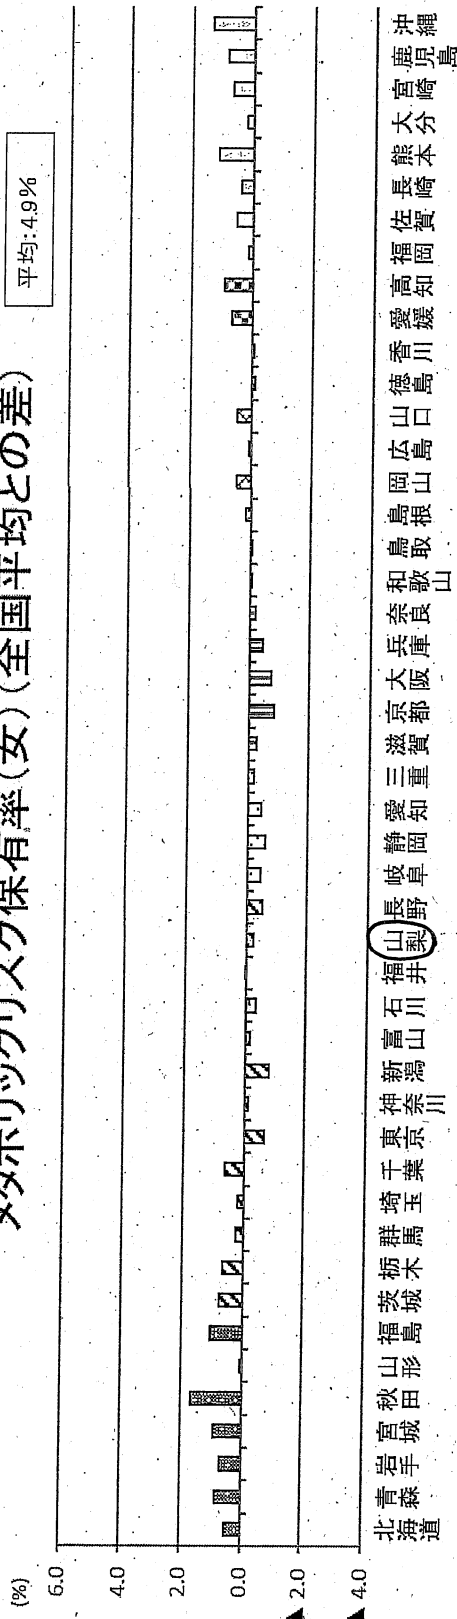 メタボリックリスク保有率(女)(全国平均との差)
平均:4.9%
(%)
6.0
4.0
2.0
0.0
▲ 2.0
▲ 4.0
北海道
青森
岩手
宮城
秋田
山形
福島
茨城
栃木
群馬
埼玉
千葉
東京
神奈川
新潟
富山
石川
福井
山梨
長野
岐阜
静岡
愛知
三重
滋賀
京都
大阪
兵庫
奈良
和歌山
鳥取
島根
岡山
広島
山口
徳島
香川
愛媛
高知
福岡
佐賀
長崎
熊本
大分
宮崎
鹿児島
沖縄